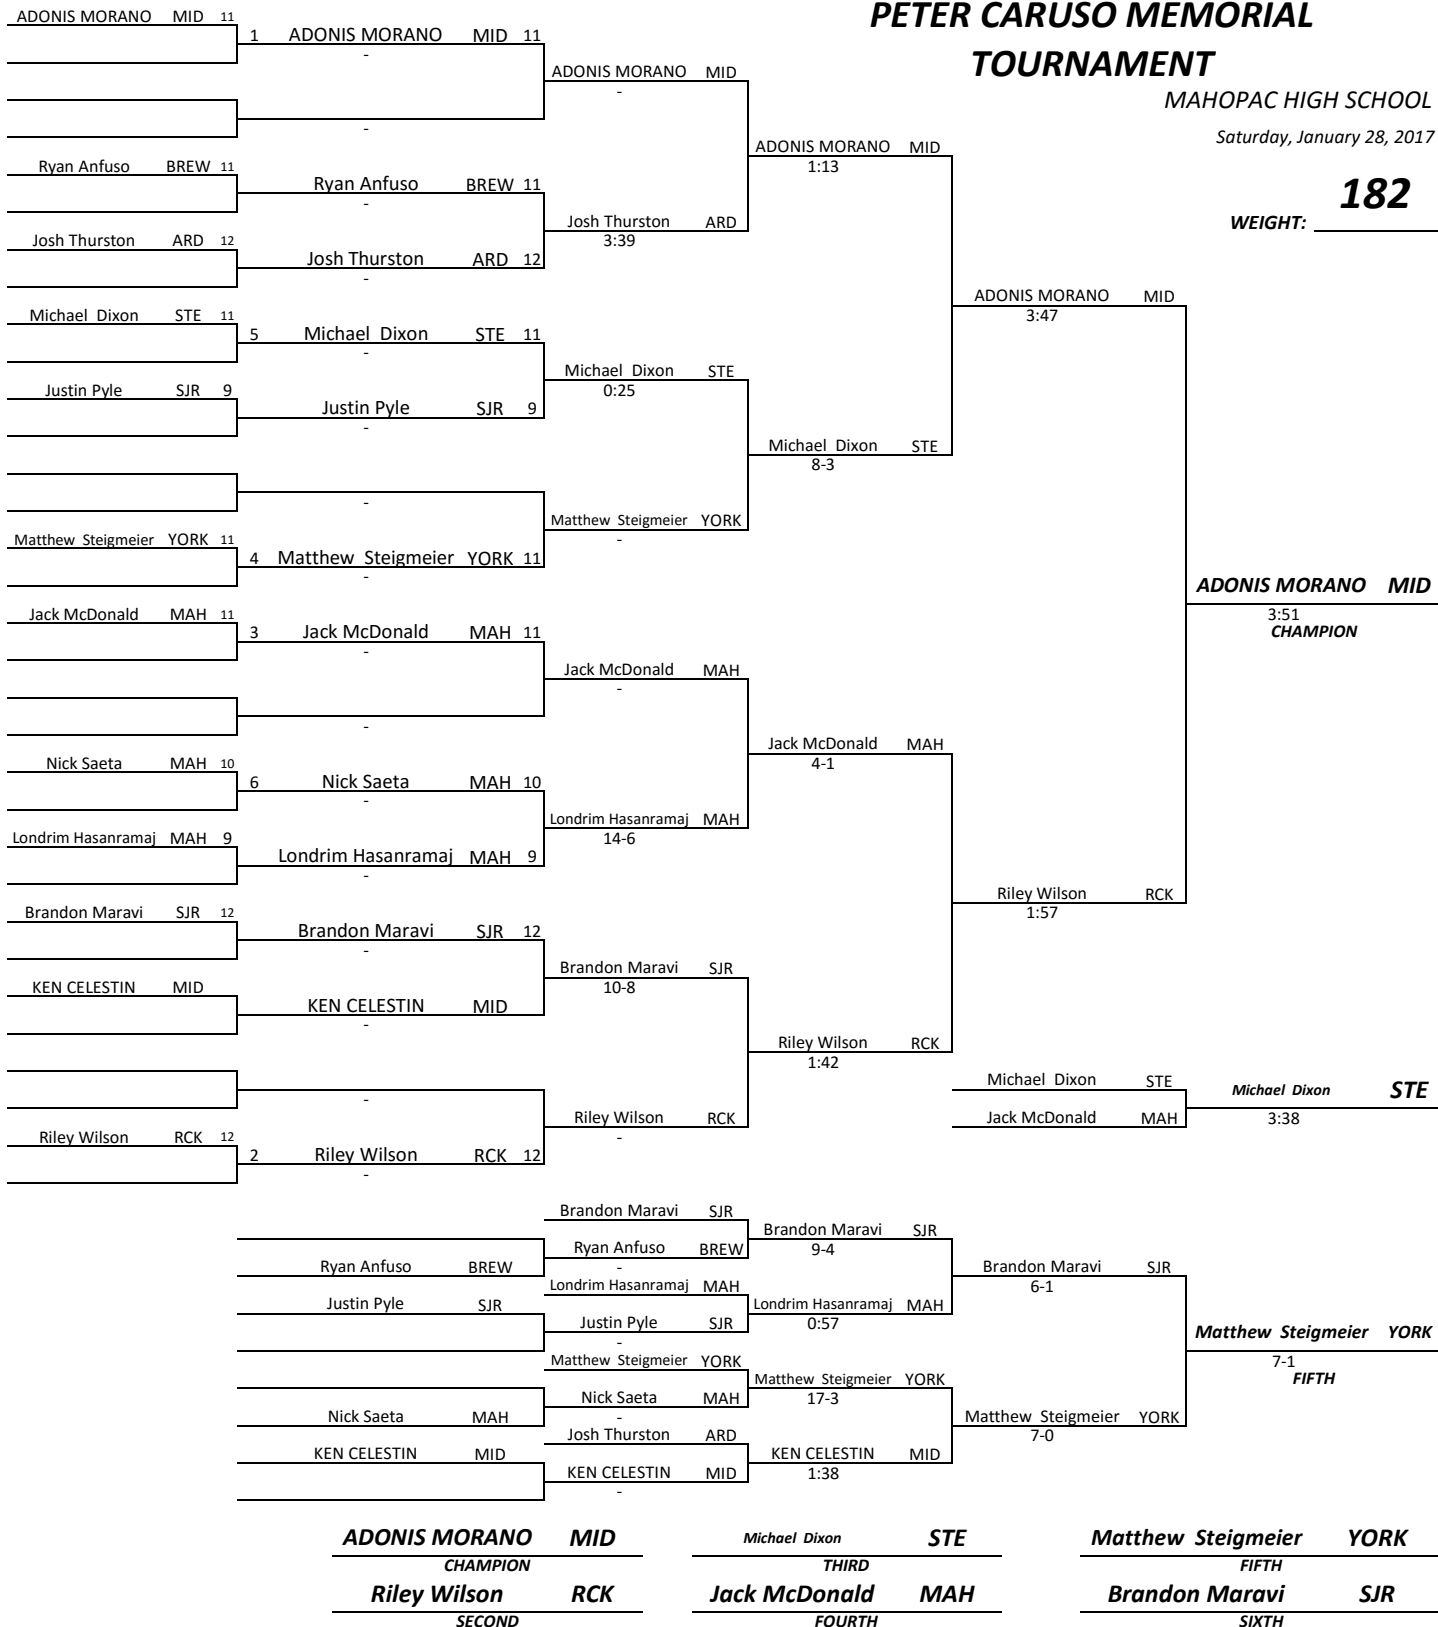 PETER CARUSO MEMORIAL
TOURNAMENT
MAHOPAC HIGH SCHOOL
Saturday, January 28, 2017
182
WEIGHT:
ADONIS MORANO MID 11
1 ADONIS MORANO MID 11
-
ADONIS MORANO MID
-
-
ADONIS MORANO MID
1:13
Ryan Anfuso BREW 11
Ryan Anfuso BREW 11
-
Josh Thurston ARD
3:39
Josh Thurston ARD 12
Josh Thurston ARD 12
-
ADONIS MORANO MID
3:47
Michael Dixon STE 11
5 Michael Dixon STE 11
-
Michael Dixon STE
0:25
Justin Pyle SJR 9
Justin Pyle SJR 9
-
Michael Dixon STE
8-3
-
Matthew Steigmeier YORK
-
Matthew Steigmeier YORK 11
4 Matthew Steigmeier YORK 11
-
ADONIS MORANO MID
3:51
CHAMPION
Jack McDonald MAH 11
3 Jack McDonald MAH 11
-
Jack McDonald MAH
-
-
Jack McDonald MAH
4-1
Nick Saeta MAH 10
6 Nick Saeta MAH 10
-
Londrim Hasanramaj MAH
14-6
Londrim Hasanramaj MAH 9
Londrim Hasanramaj MAH 9
-
Riley Wilson RCK
1:57
Brandon Maravi SJR 12
Brandon Maravi SJR 12
-
Brandon Maravi SJR
10-8
KEN CELESTIN MID
KEN CELESTIN MID
-
Riley Wilson RCK
1:42
-
Riley Wilson RCK
-
Riley Wilson RCK 12
2 Riley Wilson RCK 12
-
Michael Dixon STE
Michael Dixon STE
3:38
Jack McDonald MAH
Brandon Maravi SJR
Brandon Maravi SJR
9-4
Ryan Anfuso BREW
-
Ryan Anfuso BREW
Brandon Maravi SJR
6-1
Londrim Hasanramaj MAH
Justin Pyle SJR
Londrim Hasanramaj MAH
0:57
Justin Pyle SJR
-
Matthew Steigmeier YORK
7-1
FIFTH
Matthew Steigmeier YORK
Matthew Steigmeier YORK
17-3
Nick Saeta MAH
-
Nick Saeta MAH
Matthew Steigmeier YORK
7-0
Josh Thurston ARD
KEN CELESTIN MID
KEN CELESTIN MID
1:38
KEN CELESTIN MID
-
ADONIS MORANO MID Michael Dixon STE Matthew Steigmeier YORK
CHAMPION THIRD FIFTH
Riley Wilson RCK Jack McDonald MAH Brandon Maravi SJR
SECOND FOURTH SIXTH